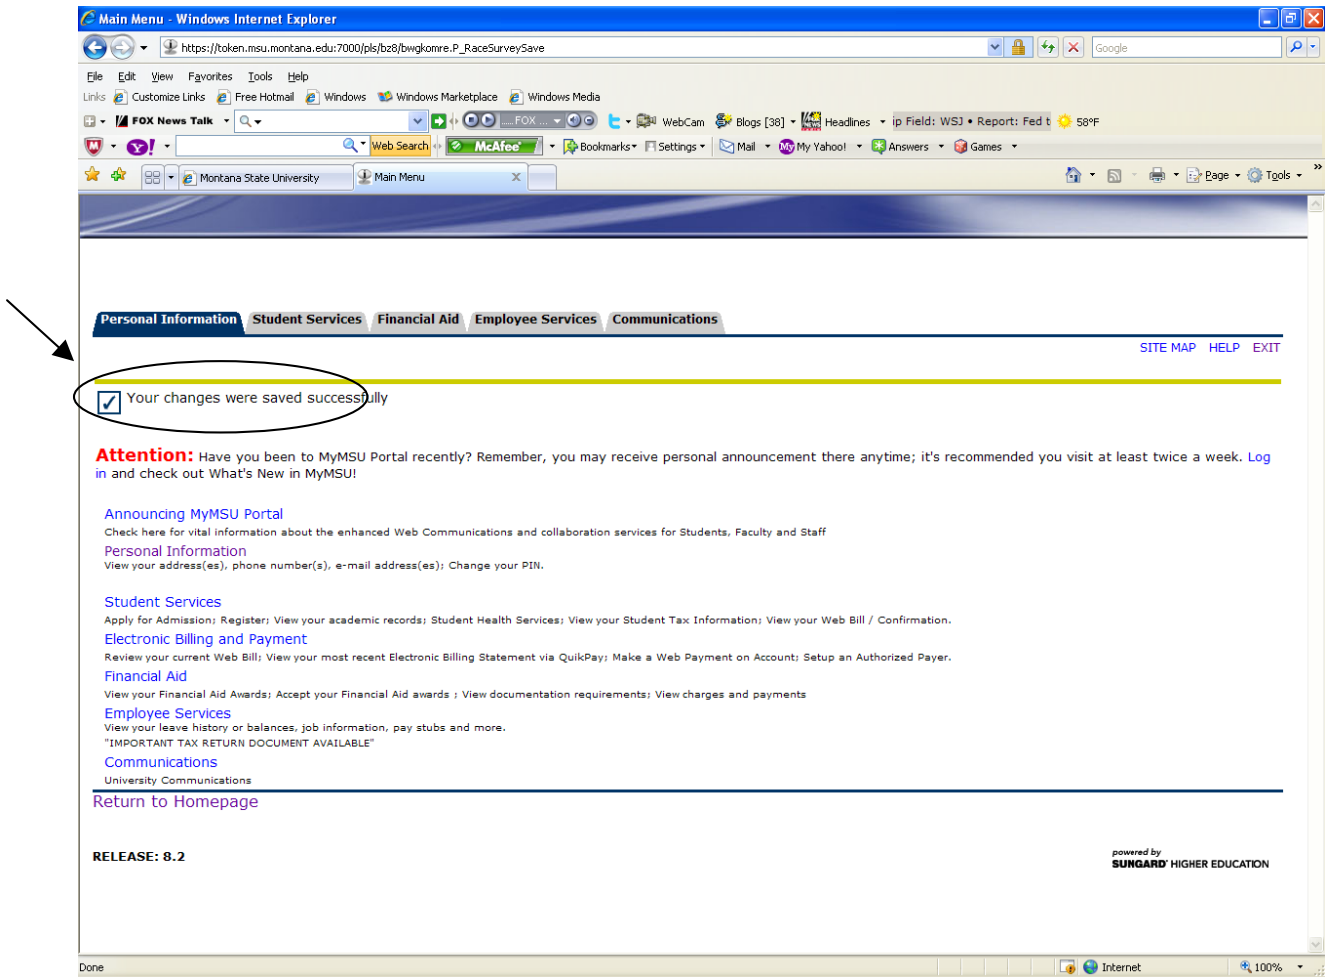 Main Menu - Windows Internet Explorer
https://token.msu.montana.edu:7000/pls/bz8/bwgkomre.P_RaceSurveySave
Google
File Edit View Favorites Tools Help
Links Customize Links Free Hotmail Windows Windows Marketplace Windows Media
FOX News Talk .....FOX ... WebCam Blogs [38] Headlines ip Field: WSJ • Report: Fed t 58°F
Y! Web Search McAfee Bookmarks Settings Mail My Yahoo! Answers Games
Montana State University Main Menu X Page Tools »
Personal Information Student Services Financial Aid Employee Services Communications
SITE MAP HELP EXIT
Your changes were saved successfully
Attention: Have you been to MyMSU Portal recently? Remember, you may receive personal announcement there anytime; it's recommended you visit at least twice a week. Log
in and check out What's New in MyMSU!
Announcing MyMSU Portal
Check here for vital information about the enhanced Web Communications and collaboration services for Students, Faculty and Staff
Personal Information
View your address(es), phone number(s), e-mail address(es); Change your PIN.
Student Services
Apply for Admission; Register; View your academic records; Student Health Services; View your Student Tax Information; View your Web Bill / Confirmation.
Electronic Billing and Payment
Review your current Web Bill; View your most recent Electronic Billing Statement via QuikPay; Make a Web Payment on Account; Setup an Authorized Payer.
Financial Aid
View your Financial Aid Awards; Accept your Financial Aid awards ; View documentation requirements; View charges and payments
Employee Services
View your leave history or balances, job information, pay stubs and more.
"IMPORTANT TAX RETURN DOCUMENT AVAILABLE"
Communications
University Communications
Return to Homepage
RELEASE: 8.2
powered by
SUNGARD' HIGHER EDUCATION
Done Internet 100%